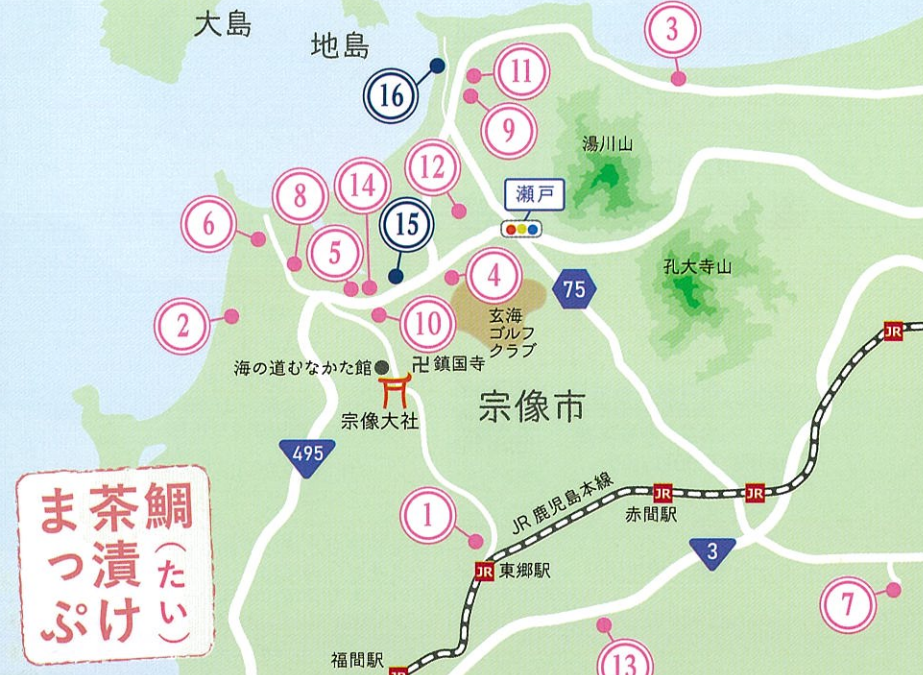 大島
地島
3
11
16
9
湯川山
12
14
8
瀬戸
6
15
5
孔大寺山
4
75
2
10
玄海
ゴルフ
クラブ
JR
海の道むなかた館
卍鎮国寺
宗像大社
宗像市
495
鯛(たい)
茶漬け
まっぷ
1
JR鹿児島本線
JR
JR
赤間駅
3
JR
東郷駅
7
13
福間駅
JR